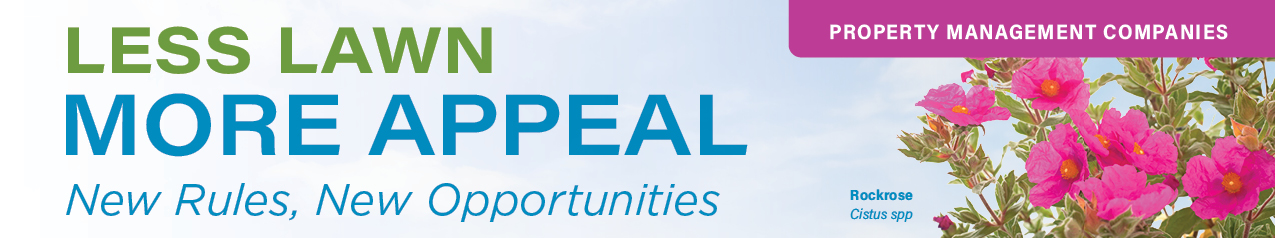 LESS LAWN
MORE APPEAL
New Rules, New Opportunities
PROPERTY MANAGEMENT COMPANIES
Rockrose
Cistus spp